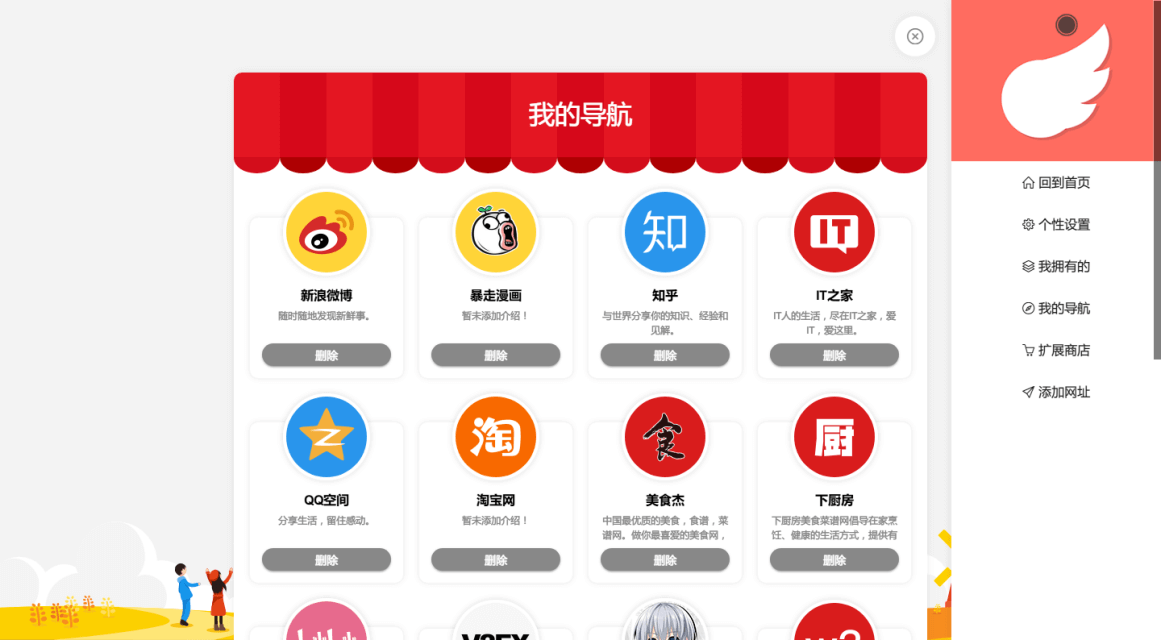 我的导航
回到首页
个性设置
我拥有的
我的导航
扩展商店
添加网址
知
IT
新浪微博
暴走漫画
知乎
IT之家
随时随地发现新鲜事。
暂未添加介绍！
与世界分享你的知识、经验和
见解。
IT人的生活，尽在IT之家，爱
IT，爱这里。
删除
删除
删除
删除
淘
食
厨
QQ空间
淘宝网
美食杰
下厨房
分享生活，留住感动。
暂未添加介绍！
中国最优质的美食，食谱，菜
谱网。做你最喜爱的美食网，
下厨房美食菜谱网倡导在家烹
饪、健康的生活方式，提供有
删除
删除
删除
删除